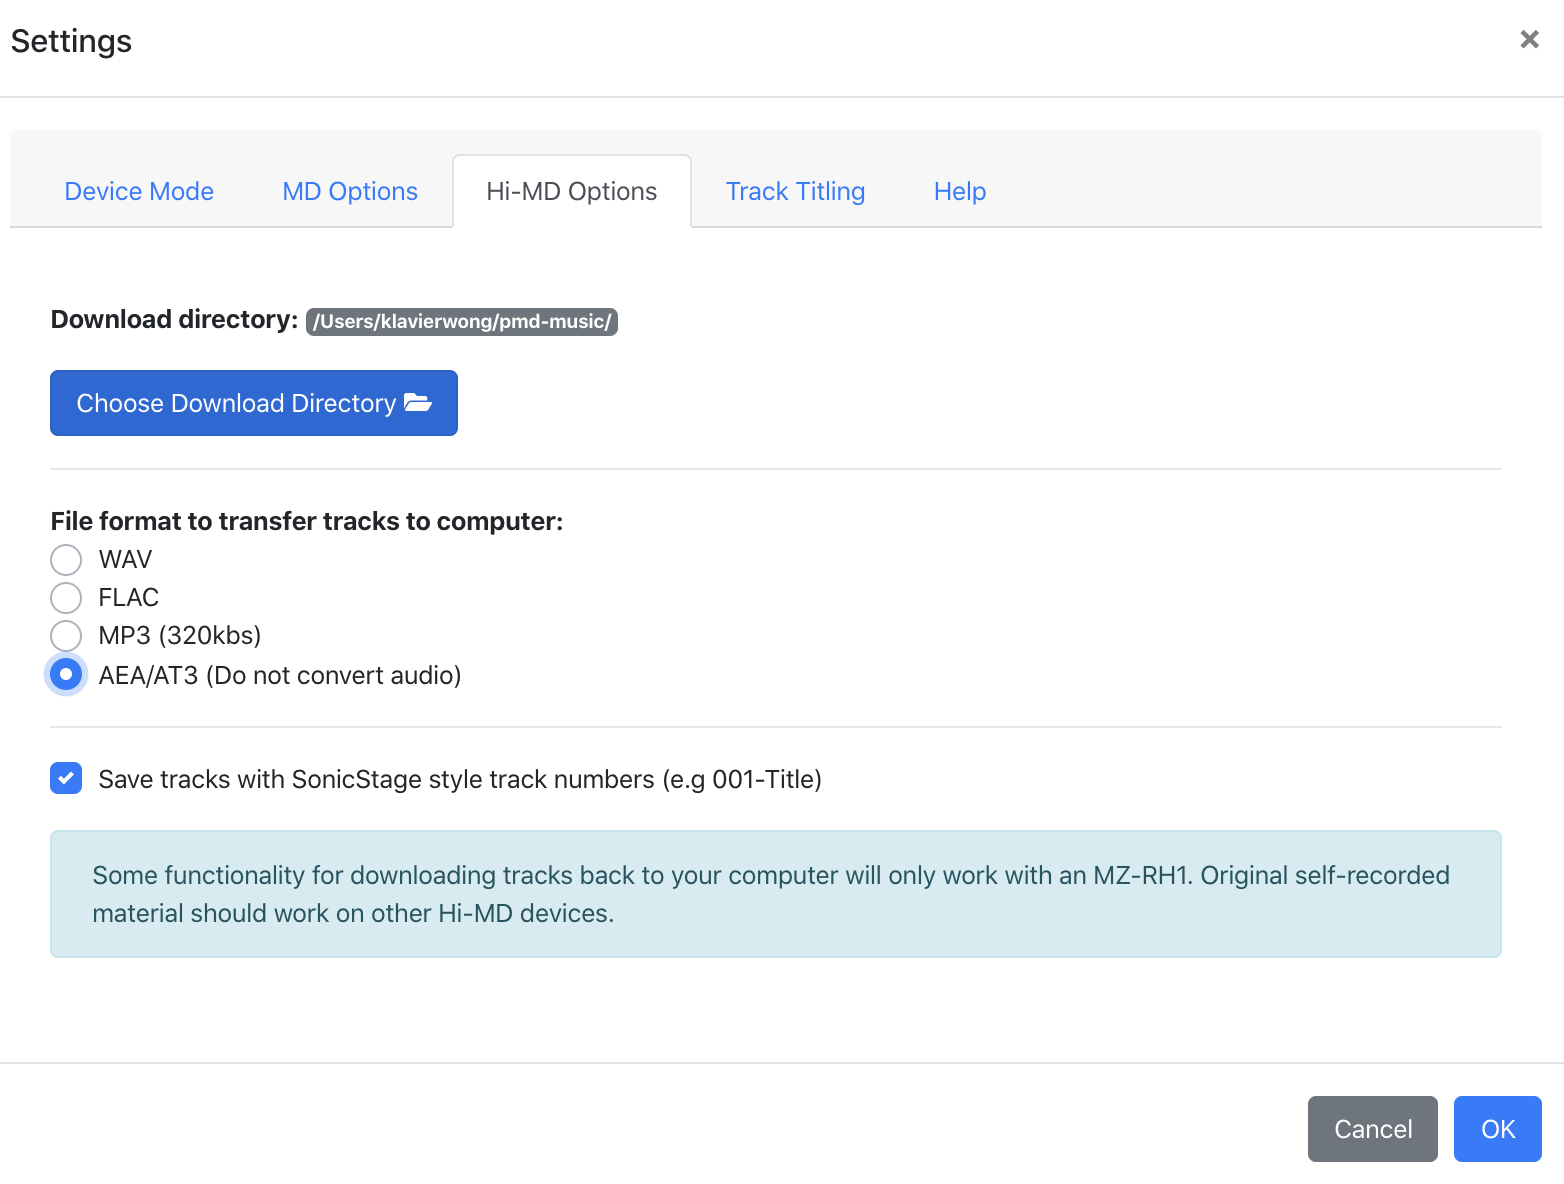 Settings
Device Mode
MD Options
Hi-MD Options
Track Titling
Help
Download directory: /Users/klavierwong/pmd-music/
Choose Download Directory
File format to transfer tracks to computer:
WAV
FLAC
MP3 (320kbs)
AEA/AT3 (Do not convert audio)
Save tracks with SonicStage style track numbers (e.g 001-Title)
Some functionality for downloading tracks back to your computer will only work with an MZ-RH1. Original self-recorded
material should work on other Hi-MD devices.
Cancel
OK